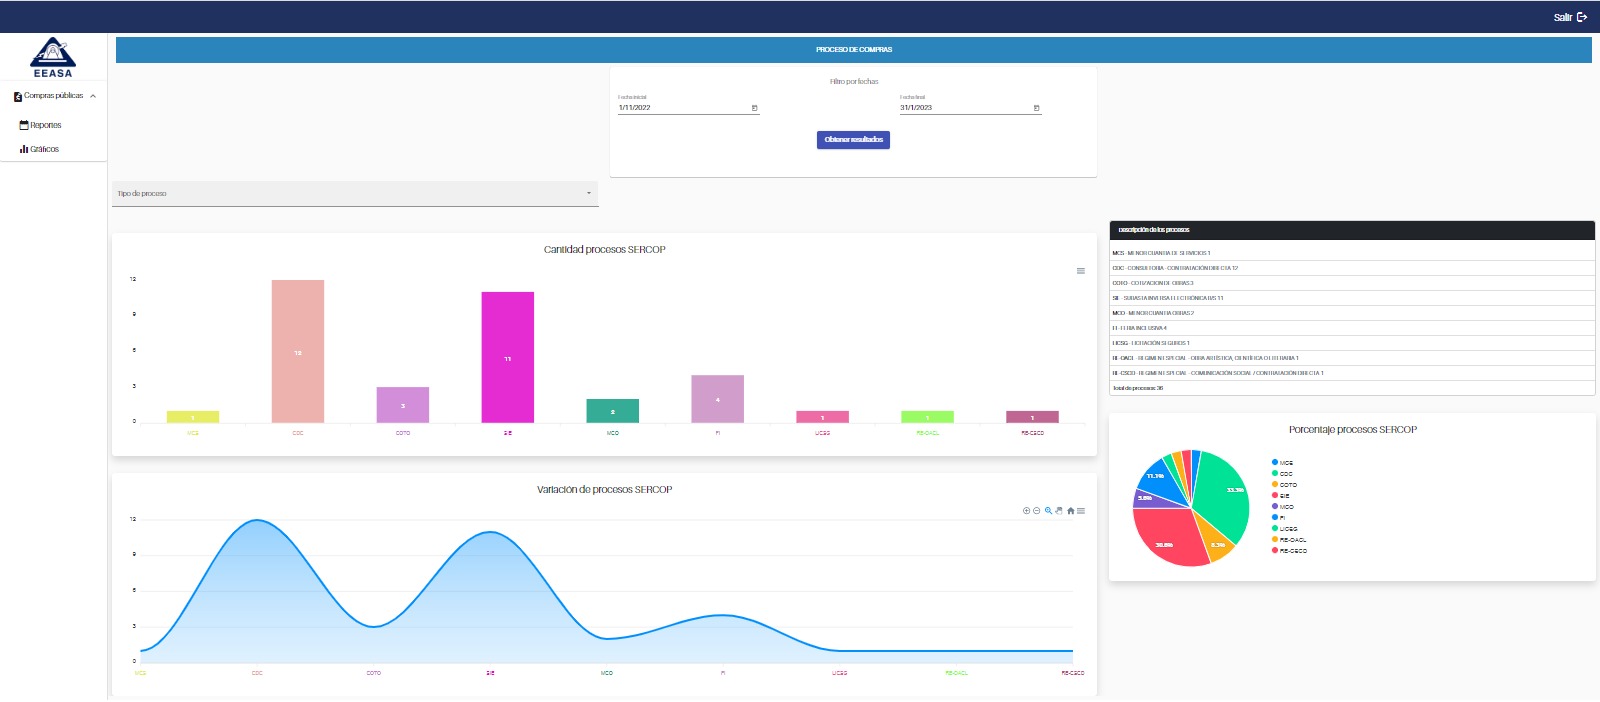 Salir
EEASA
Compras públicas
Reportes
Gráficos
PROCESO DE COMPRAS
Filtro por fechas
Fecha inicial
1/11/2022
Fecha final
31/1/2023
Obtener resultados
Tipo de proceso
Cantidad procesos SERCOP
12
9
6
3
0
1
12
3
11
2
4
1
1
1
MCS
CDC
COTO
SIE
MCO
FI
LICSG
RE-OACL
RE-CSCD
Variación de procesos SERCOP
12
9
6
3
0
MCS
CDC
COTO
SIE
MCO
FI
LICSG
RE-OACL
RE-CSCD
Descripción de los procesos
MCS - MENOR CUANTIA DE SERVICIOS 1
CDC - CONSULTORIA - CONTRATACIÓN DIRECTA 12
COTO - COTIZACION DE OBRAS 3
SIE - SUBASTA INVERSA ELECTRÓNICA B/S 11
MCO - MENOR CUANTIA OBRAS 2
FI - FERIA INCLUSIVA 4
LICSG - LICITACIÓN SEGUROS 1
RE-OACL - REGIMEN ESPECIAL - OBRA ARTÍSTICA, CIENTÍFICA O LITERARIA 1
RE-CSCD - REGIMEN ESPECIAL - COMUNICACIÓN SOCIAL / CONTRATACIÓN DIRECTA 1
Total de procesos: 36
Porcentaje procesos SERCOP
11.1%
33.3%
5.6%
30.6%
8.3%
MCS
CDC
COTO
SIE
MCO
FI
LICSG
RE-OACL
RE-CSCD